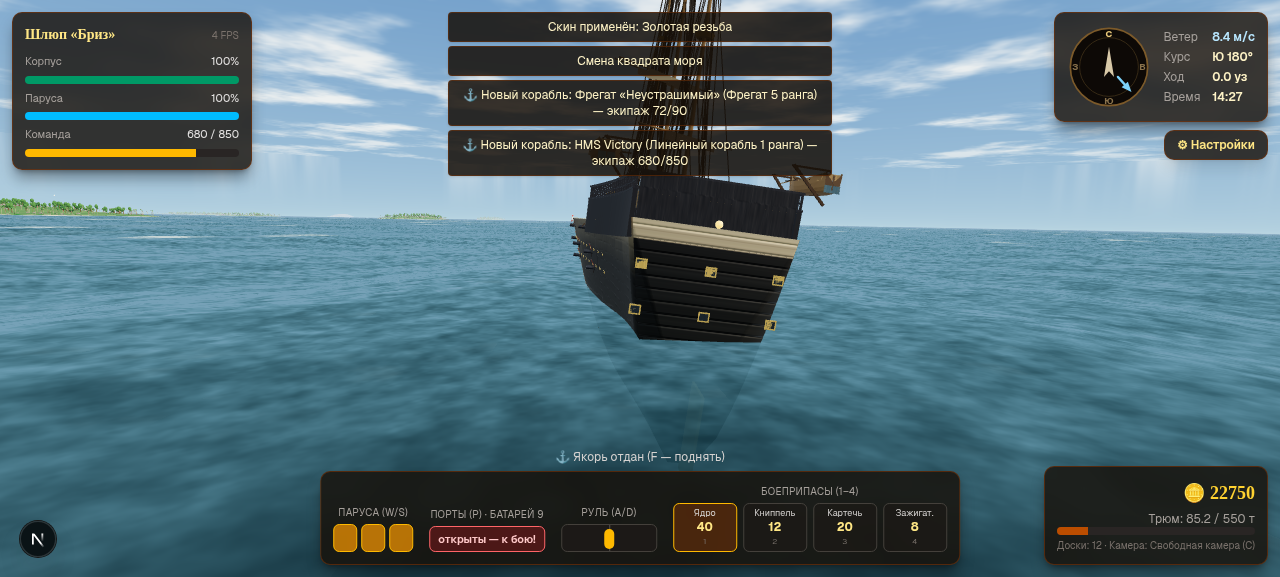 Шлюп «Бриз»
4 FPS
Корпус 100%
Паруса 100%
Команда 680 / 850
Скин применён: Золотая резьба
Смена квадрата моря
⚓ Новый корабль: Фрегат «Неустрашимый» (Фрегат 5 ранга)
— экипаж 72/90
⚓ Новый корабль: HMS Victory (Линейный корабль 1 ранга) —
экипаж 680/850
С
З
В
Ю
Ветер 8.4 м/с
Курс Ю 180°
Ход 0.0 уз
Время 14:27
⚙ Настройки
⚓ Якорь отдан (F — поднять)
N
ПАРУСА (W/S)
ПОРТЫ (P) · БАТАРЕЙ 9
открыты — к бою!
РУЛЬ (A/D)
БОЕПРИПАСЫ (1–4)
Ядро
40
1
Книппель
12
2
Картечь
20
3
Зажигат.
8
4
22750
Трюм: 85.2 / 550 т
Доски: 12 · Камера: Свободная камера (C)